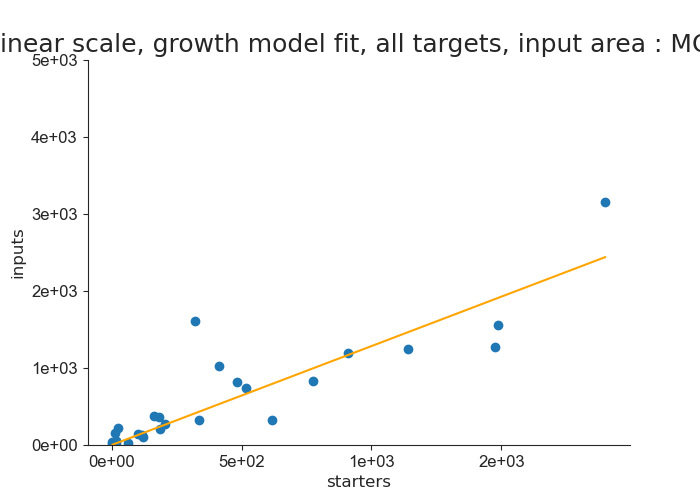 inear scale, growth model fit, all targets, input area : MO
5e+03
4e+03
3e+03
2e+03
1e+03
0e+00
inputs
0e+00 5e+02 1e+03 2e+03
starters